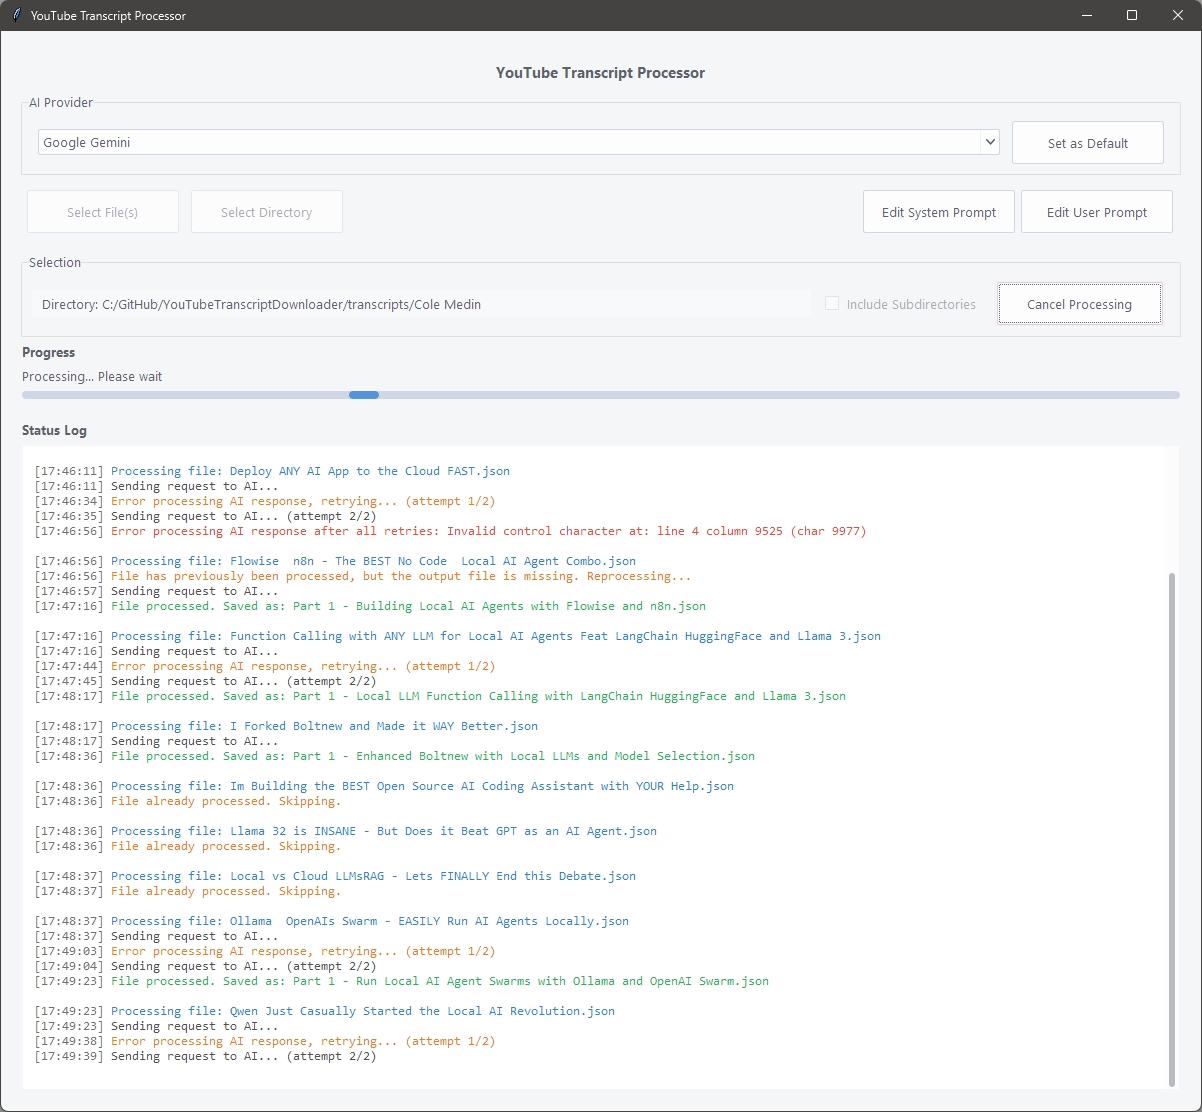 YouTube Transcript Processor
YouTube Transcript Processor
AI Provider
Google Gemini
Set as Default
Select File(s)
Select Directory
Edit System Prompt
Edit User Prompt
Selection
Directory: C:/GitHub/YouTubeTranscriptDownloader/transcripts/Cole Medin
Include Subdirectories
Cancel Processing
Progress
Processing... Please wait
Status Log
[17:46:11] Processing file: Deploy ANY AI App to the Cloud FAST.json
[17:46:11] Sending request to AI...
[17:46:34] Error processing AI response, retrying... (attempt 1/2)
[17:46:35] Sending request to AI... (attempt 2/2)
[17:46:56] Error processing AI response after all retries: Invalid control character at: line 4 column 9525 (char 9977)
[17:46:56] Processing file: Flowise  n8n - The BEST No Code  Local AI Agent Combo.json
[17:46:56] File has previously been processed, but the output file is missing. Reprocessing...
[17:46:57] Sending request to AI...
[17:47:16] File processed. Saved as: Part 1 - Building Local AI Agents with Flowise and n8n.json
[17:47:16] Processing file: Function Calling with ANY LLM for Local AI Agents Feat LangChain HuggingFace and Llama 3.json
[17:47:16] Sending request to AI...
[17:47:44] Error processing AI response, retrying... (attempt 1/2)
[17:47:45] Sending request to AI... (attempt 2/2)
[17:48:17] File processed. Saved as: Part 1 - Local LLM Function Calling with LangChain HuggingFace and Llama 3.json
[17:48:17] Processing file: I Forked Boltnew and Made it WAY Better.json
[17:48:17] Sending request to AI...
[17:48:36] File processed. Saved as: Part 1 - Enhanced Boltnew with Local LLMs and Model Selection.json
[17:48:36] Processing file: Im Building the BEST Open Source AI Coding Assistant with YOUR Help.json
[17:48:36] File already processed. Skipping.
[17:48:36] Processing file: Llama 32 is INSANE - But Does it Beat GPT as an AI Agent.json
[17:48:36] File already processed. Skipping.
[17:48:37] Processing file: Local vs Cloud LLMsRAG - Lets FINALLY End this Debate.json
[17:48:37] File already processed. Skipping.
[17:48:37] Processing file: Ollama  OpenAIs Swarm - EASILY Run AI Agents Locally.json
[17:48:37] Sending request to AI...
[17:49:03] Error processing AI response, retrying... (attempt 1/2)
[17:49:04] Sending request to AI... (attempt 2/2)
[17:49:23] File processed. Saved as: Part 1 - Run Local AI Agent Swarms with Ollama and OpenAI Swarm.json
[17:49:23] Processing file: Qwen Just Casually Started the Local AI Revolution.json
[17:49:23] Sending request to AI...
[17:49:38] Error processing AI response, retrying... (attempt 1/2)
[17:49:39] Sending request to AI... (attempt 2/2)